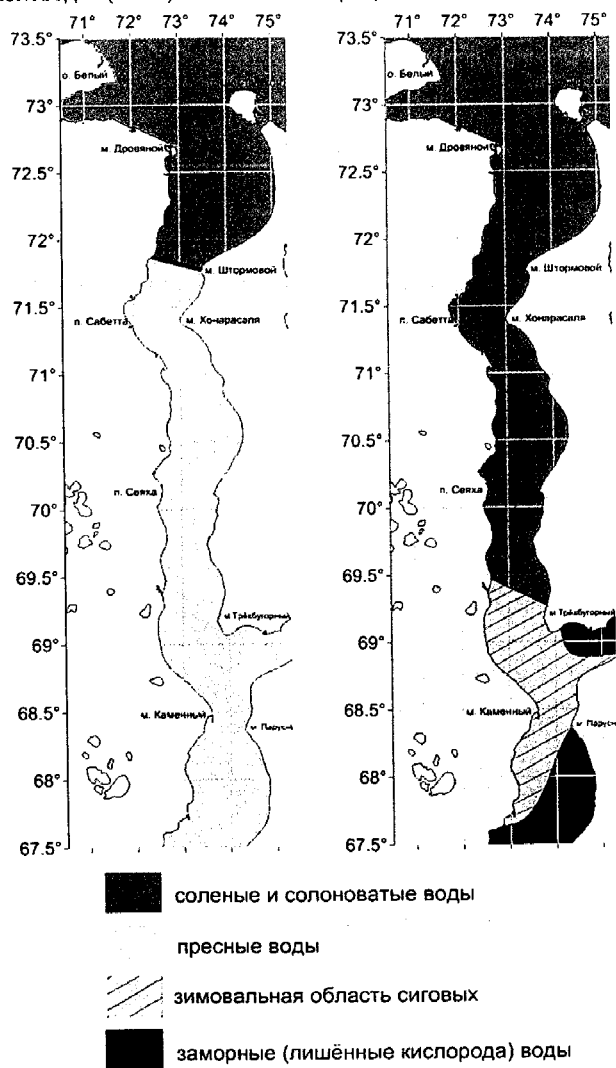 71° 72° 73° 74° 75°
71° 72° 73° 74° 75°
73.5°
о. Белый
73°
м. Дровяной
72.5°
72°
м. Штормовой
71.5°
п. Сабетта
м. Хонарасаля
71°
70.5°
п. Сеяха
70°
69.5°
м.Трёхбугорный
69°
м. Каменный
68.5°
м. Парусный
68°
67.5°
73.5°
о. Белый
73°
м. Дровяной
72.5°
72°
м. Штормовой
71.5°
п. Сабетта
м. Хонарасаля
71°
70.5°
п. Сеяха
70°
69.5°
м Трёхбугорный
69°
м. Каменный
68.5°
68°
67.5°
соленые и солоноватые воды
пресные воды
зимовальная область сиговых
заморные (лишённые кислорода) воды